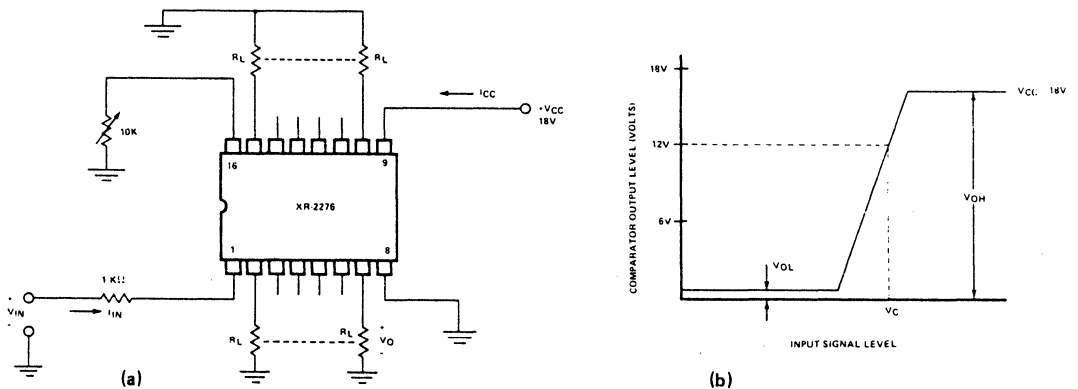 RL
RL
ICC
+VCC
18V
10K
16
9
XR-2276
1
8
1 KΩ
+
VIN
-
IIN
RL
RL
+
VO
-
(a)
COMPARATOR OUTPUT LEVEL (VOLTS)
18V
VCC 18V
12V
VOH
6V
VOL
VC
INPUT SIGNAL LEVEL
(b)